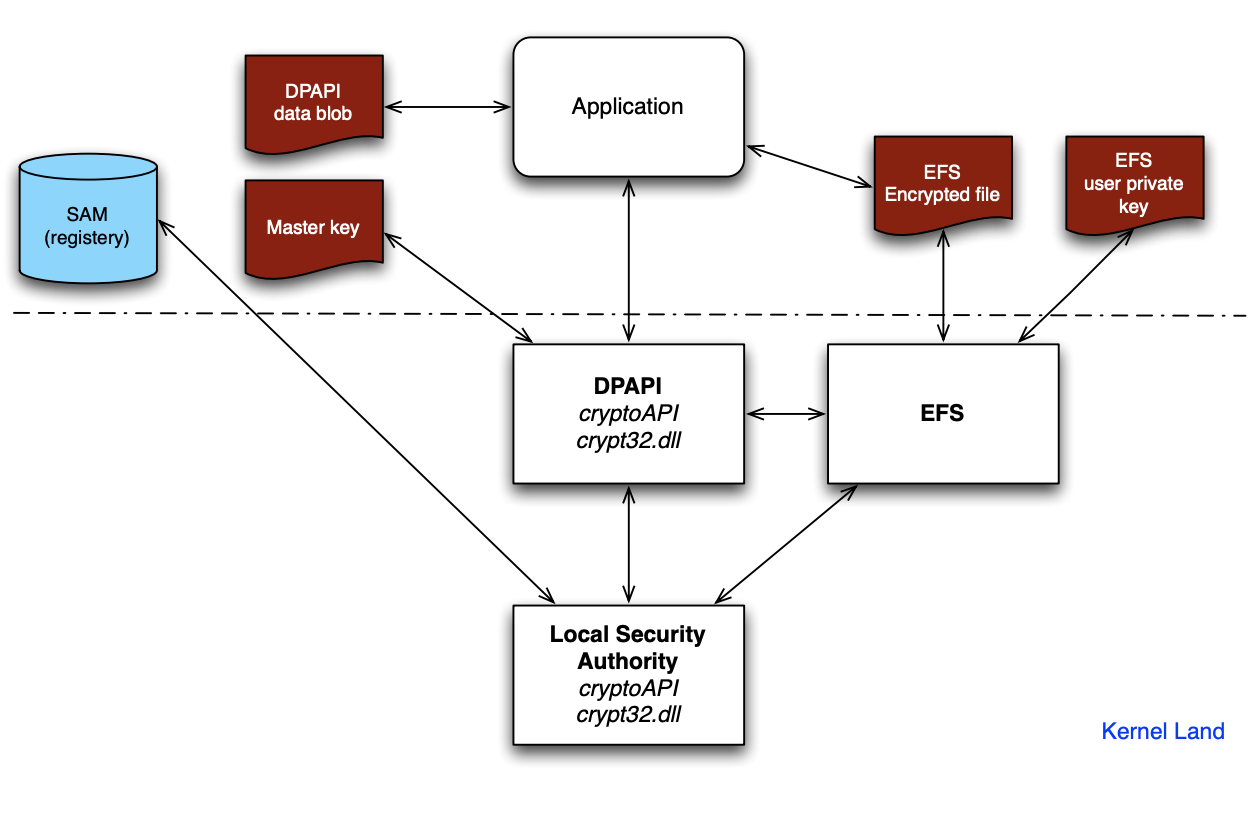 DPAPI
data blob
Application
EFS
Encrypted file
EFS
user private
key
SAM
(registery)
Master key
DPAPI
cryptoAPI
crypt32.dll
EFS
Local Security
Authority
cryptoAPI
crypt32.dll
Kernel Land